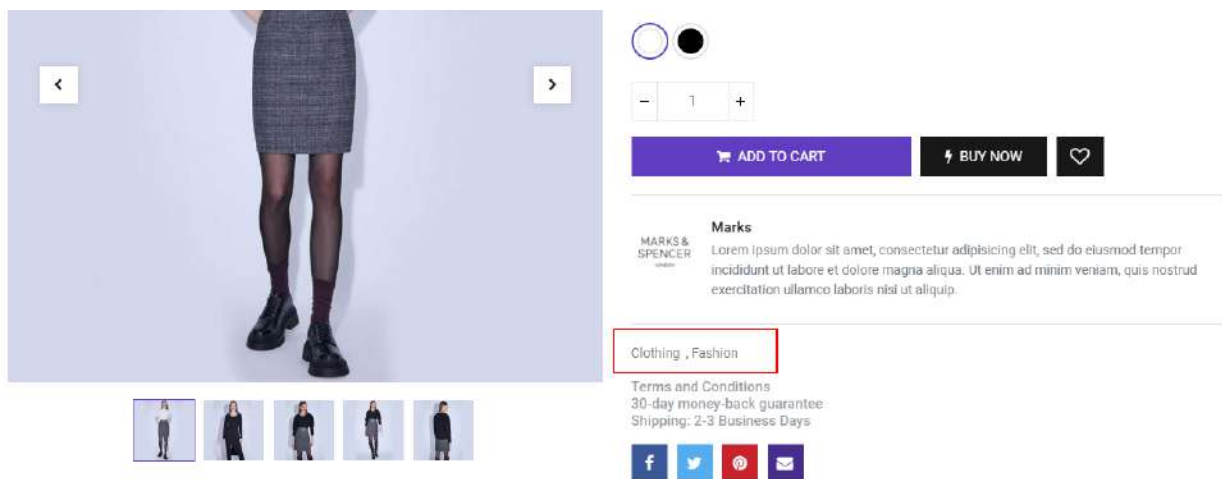 1
ADD TO CART
BUY NOW
MARKS &
SPENCER
LONDON
Marks
Lorem ipsum dolor sit amet, consectetur adipisicing elit, sed do eiusmod tempor
incididunt ut labore et dolore magna aliqua. Ut enim ad minim veniam, quis nostrud
exercitation ullamco laboris nisi ut aliquip.
Clothing , Fashion
Terms and Conditions
30-day money-back guarantee
Shipping: 2-3 Business Days